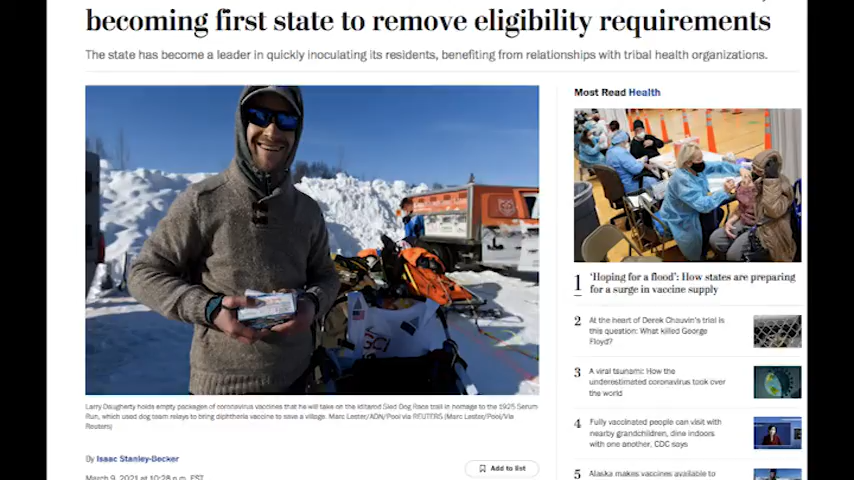 becoming first state to remove eligibility requirements
The state has become a leader in quickly inoculating its residents, benefiting from relationships with tribal health organizations.
Most Read Health
GCI
1 'Hoping for a flood': How states are preparing
for a surge in vaccine supply
2 At the heart of Derek Chauvin's trial is
this question: What killed George
Floyd?
3 A viral tsunami: How the
underestimated coronavirus took over
the world
4 Fully vaccinated people can visit with
nearby grandchildren, dine indoors
with one another, CDC says
5 Alaska makes vaccines available to
Larry Daugherty holds empty packages of coronavirus vaccines that he will take on the Iditarod Sled Dog Race trail in homage to the 1925 Serum
Run, which used dog team relays to bring diphtheria vaccine to save a village. Marc Lester/ADN/Pool via REUTERS (Marc Lester/Pool/Via
Reuters)
By Isaac Stanley-Becker
Add to list
March 9, 2021 at 10:28 p.m. EST